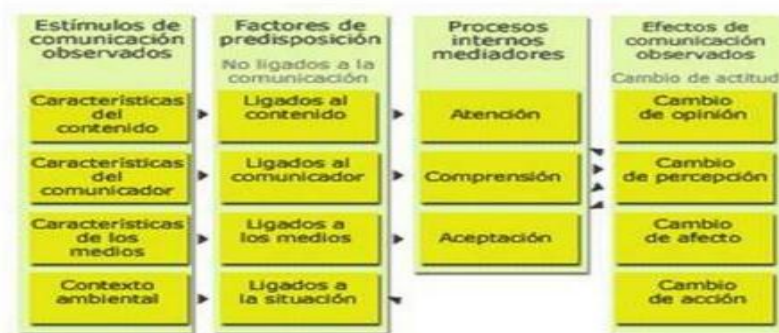 Estímulos de
comunicación
observados
Factores de
predisposición
No ligados a la
comunicación
Procesos
internos
mediadores
Efectos de
comunicación
observados
Cambio de actitud
Características
del
contenido
Ligados al
contenido
Atención
Cambio
de opinión
Características
del
comunicador
Ligados al
comunicador
Comprensión
Cambio
de percepción
Características
de los
medios
Ligados a
los medios
Aceptación
Cambio
de afecto
Contexto
ambiental
Ligados a
la situación
Cambio
de acción